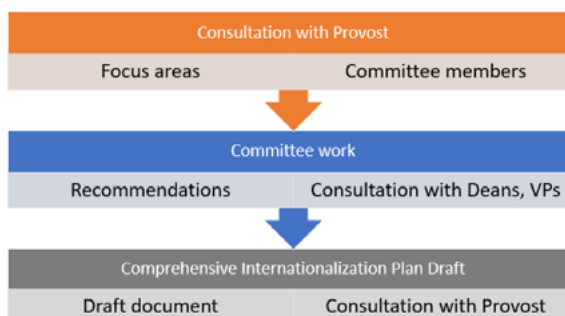 Consultation with Provost
Focus areas Committee members
Committee work
Recommendations Consultation with Deans, VPs
Comprehensive Internationalization Plan Draft
Draft document Consultation with Provost